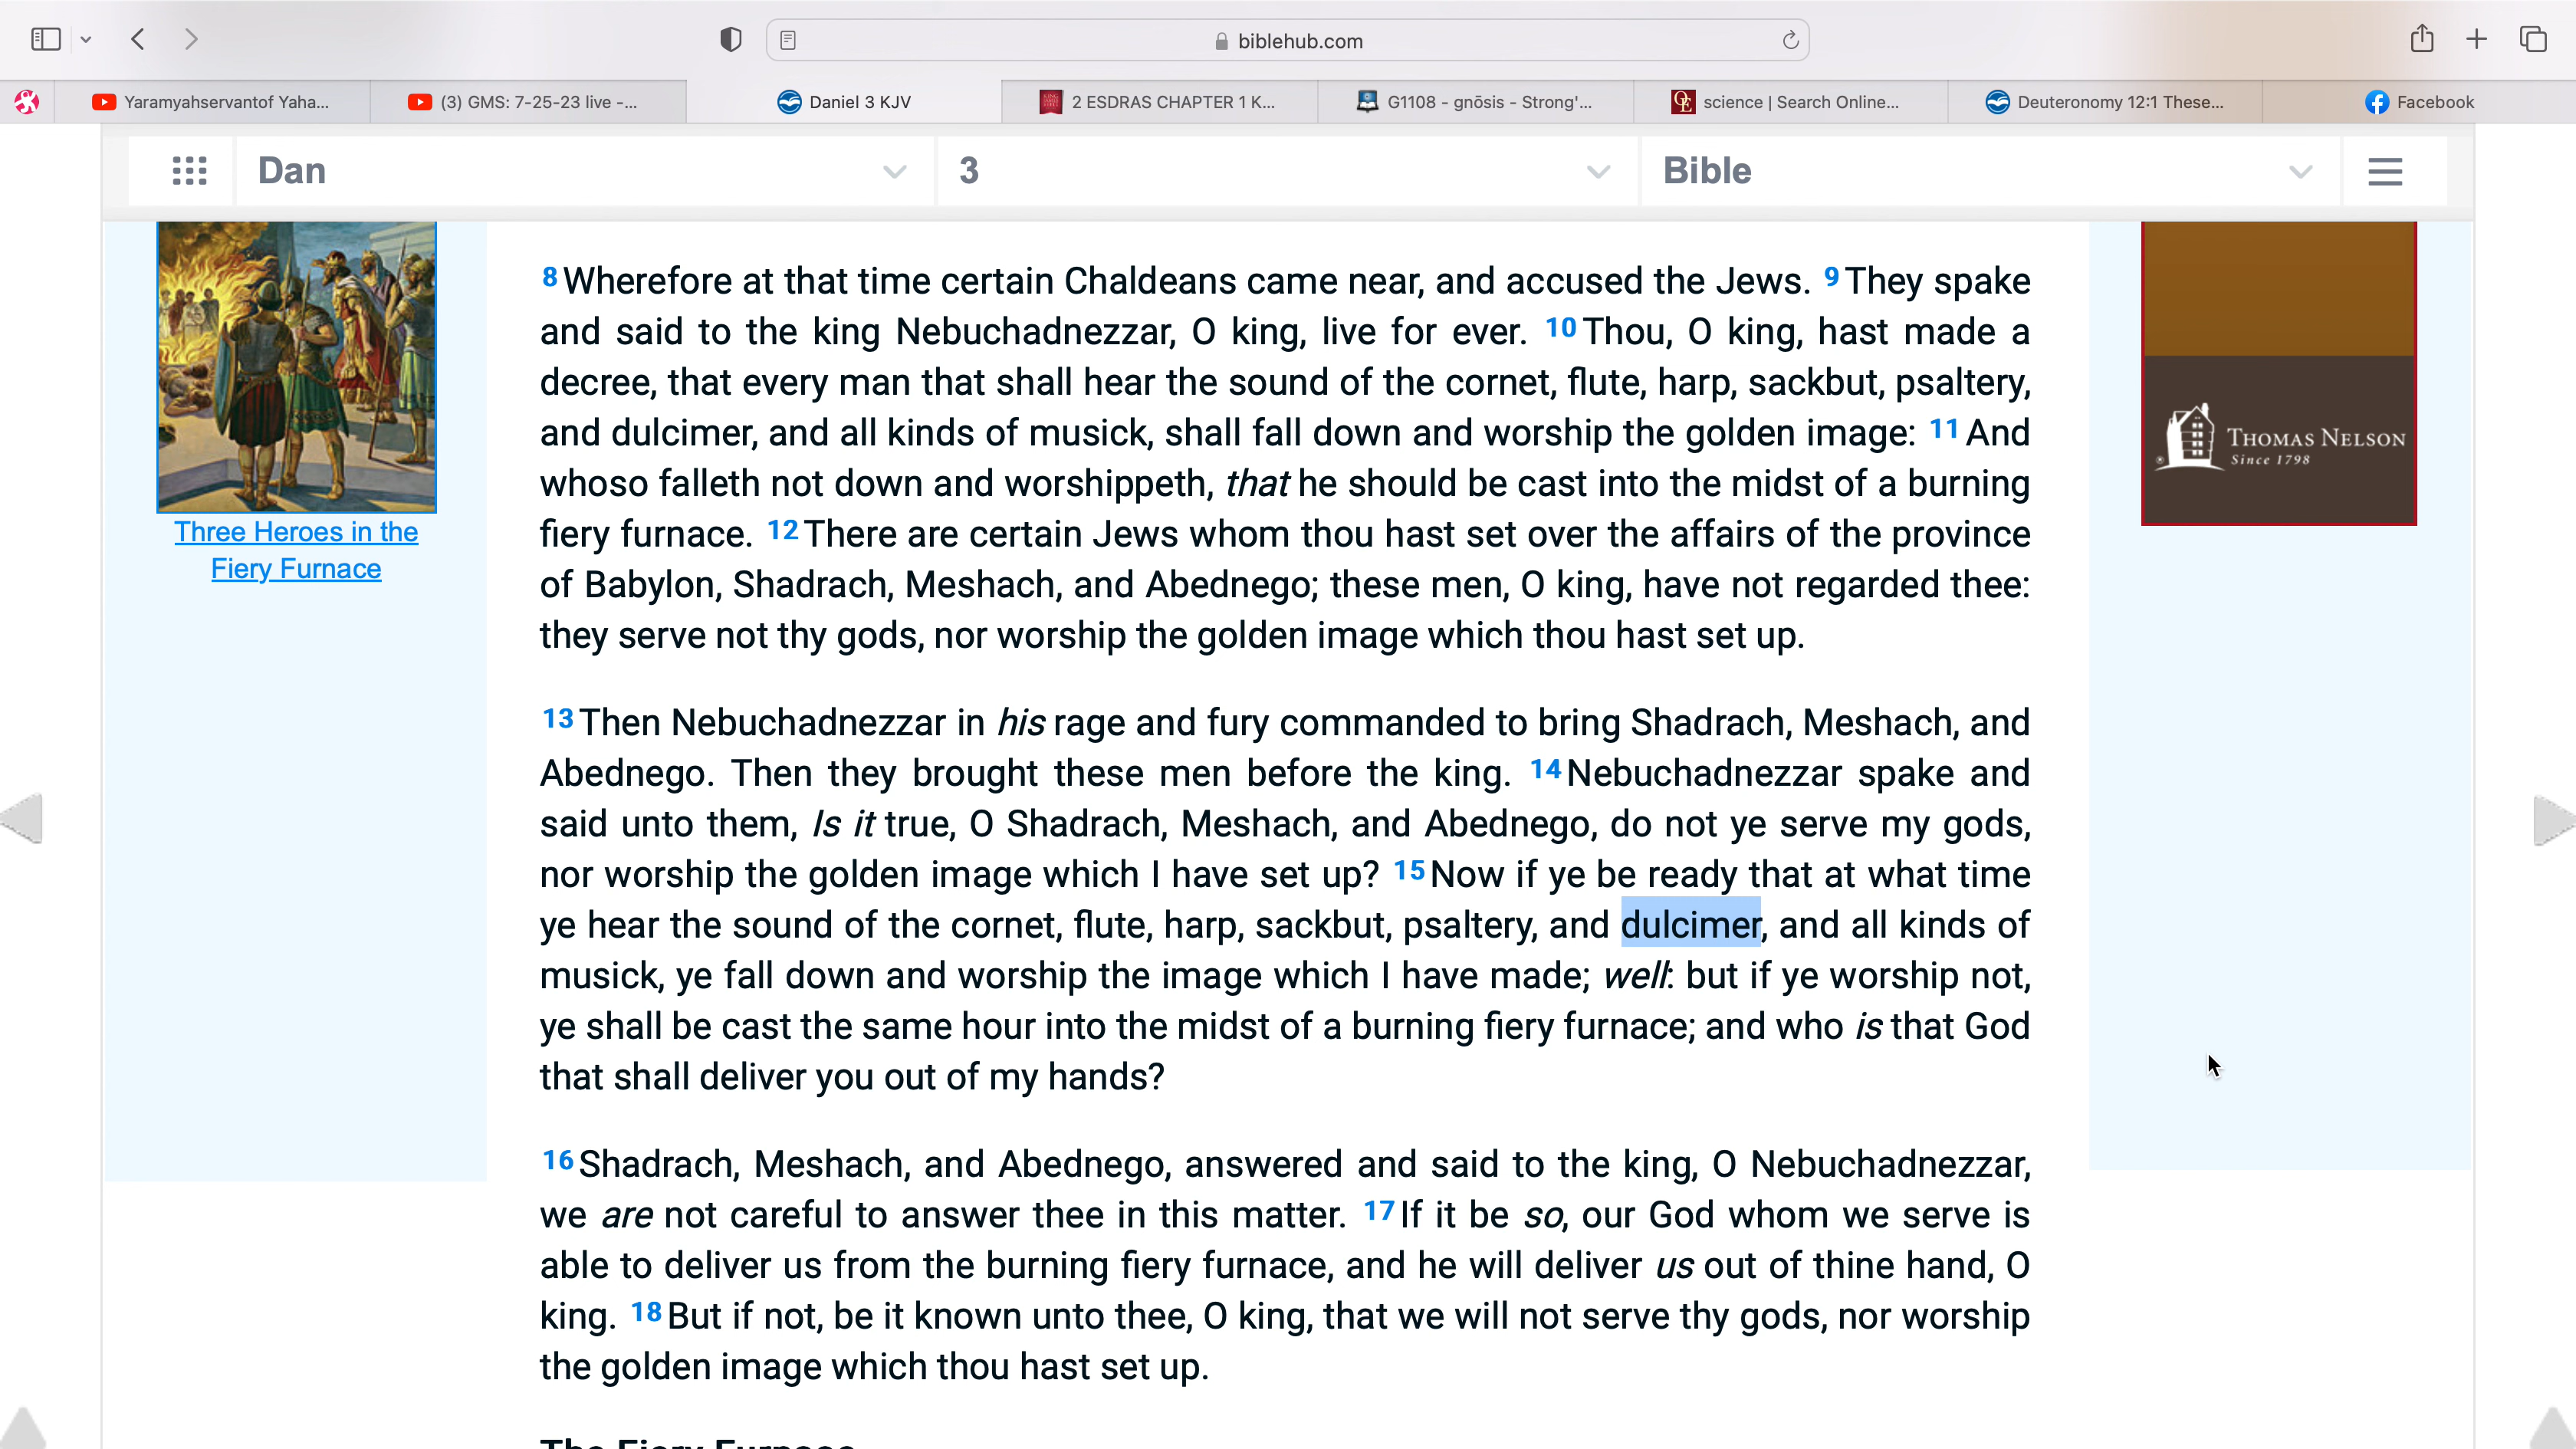 biblehub.com
Yaramyahservantof Yaha...
(3) GMS: 7-25-23 live -...
Daniel 3 KJV
2 ESDRAS CHAPTER 1 K...
G1108 - gnōsis - Strong'...
science | Search Online...
Deuteronomy 12:1 These...
Facebook
Dan
3
Bible
Three Heroes in the
Fiery Furnace
8 Wherefore at that time certain Chaldeans came near, and accused the Jews. 9 They spake
and said to the king Nebuchadnezzar, O king, live for ever. 10 Thou, O king, hast made a
decree, that every man that shall hear the sound of the cornet, flute, harp, sackbut, psaltery,
and dulcimer, and all kinds of musick, shall fall down and worship the golden image: 11 And
whoso falleth not down and worshippeth, that he should be cast into the midst of a burning
fiery furnace. 12 There are certain Jews whom thou hast set over the affairs of the province
of Babylon, Shadrach, Meshach, and Abednego; these men, O king, have not regarded thee:
they serve not thy gods, nor worship the golden image which thou hast set up.
13 Then Nebuchadnezzar in his rage and fury commanded to bring Shadrach, Meshach, and
Abednego. Then they brought these men before the king. 14 Nebuchadnezzar spake and
said unto them, Is it true, O Shadrach, Meshach, and Abednego, do not ye serve my gods,
nor worship the golden image which I have set up? 15 Now if ye be ready that at what time
ye hear the sound of the cornet, flute, harp, sackbut, psaltery, and dulcimer, and all kinds of
musick, ye fall down and worship the image which I have made; well: but if ye worship not,
ye shall be cast the same hour into the midst of a burning fiery furnace; and who is that God
that shall deliver you out of my hands?
16 Shadrach, Meshach, and Abednego, answered and said to the king, O Nebuchadnezzar,
we are not careful to answer thee in this matter. 17 If it be so, our God whom we serve is
able to deliver us from the burning fiery furnace, and he will deliver us out of thine hand, O
king. 18 But if not, be it known unto thee, O king, that we will not serve thy gods, nor worship
the golden image which thou hast set up.
The Fiery Furnace
THOMAS NELSON
Since 1798